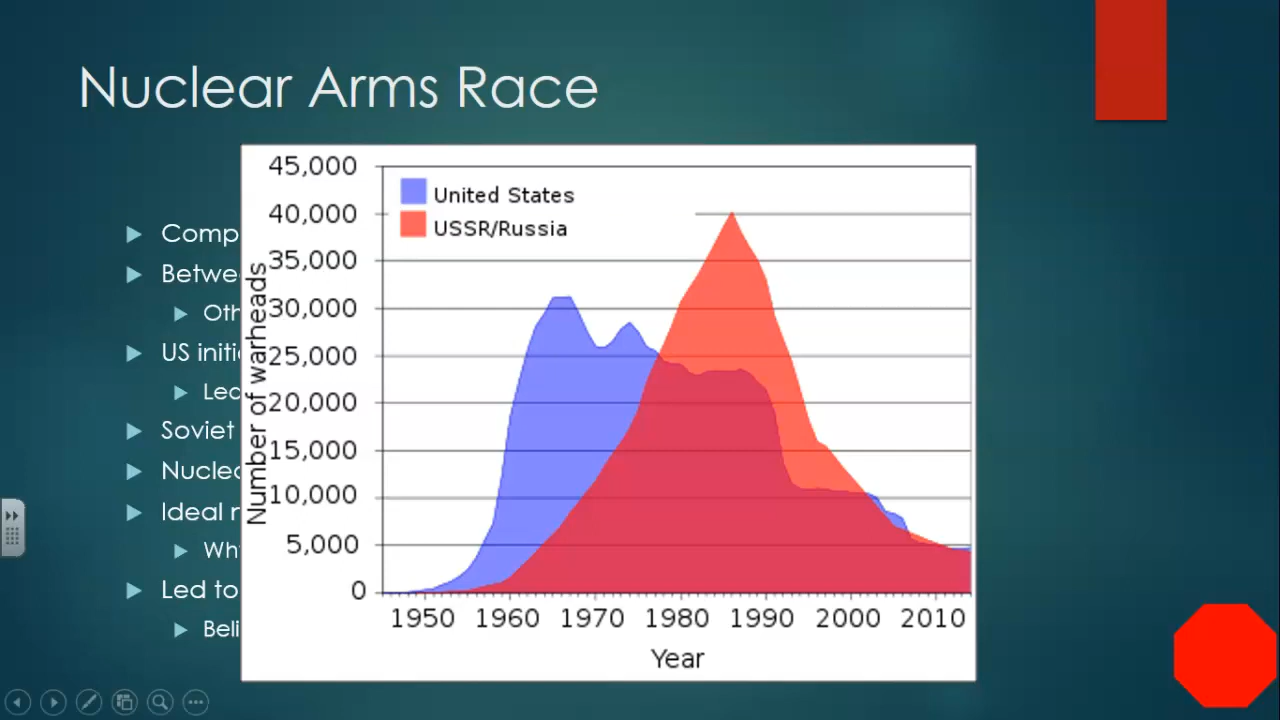 Nuclear Arms Race
Comp
Betwe
Oth
US initi
Soviet
Nuclea
Ideal
Led to
Beli
45,000
40,000
35,000
30,000
25,000
20,000
15,000
10,000
5,000
0
Number of warheads
United States
USSR/Russia
1950 1960 1970 1980 1990 2000 2010
Year